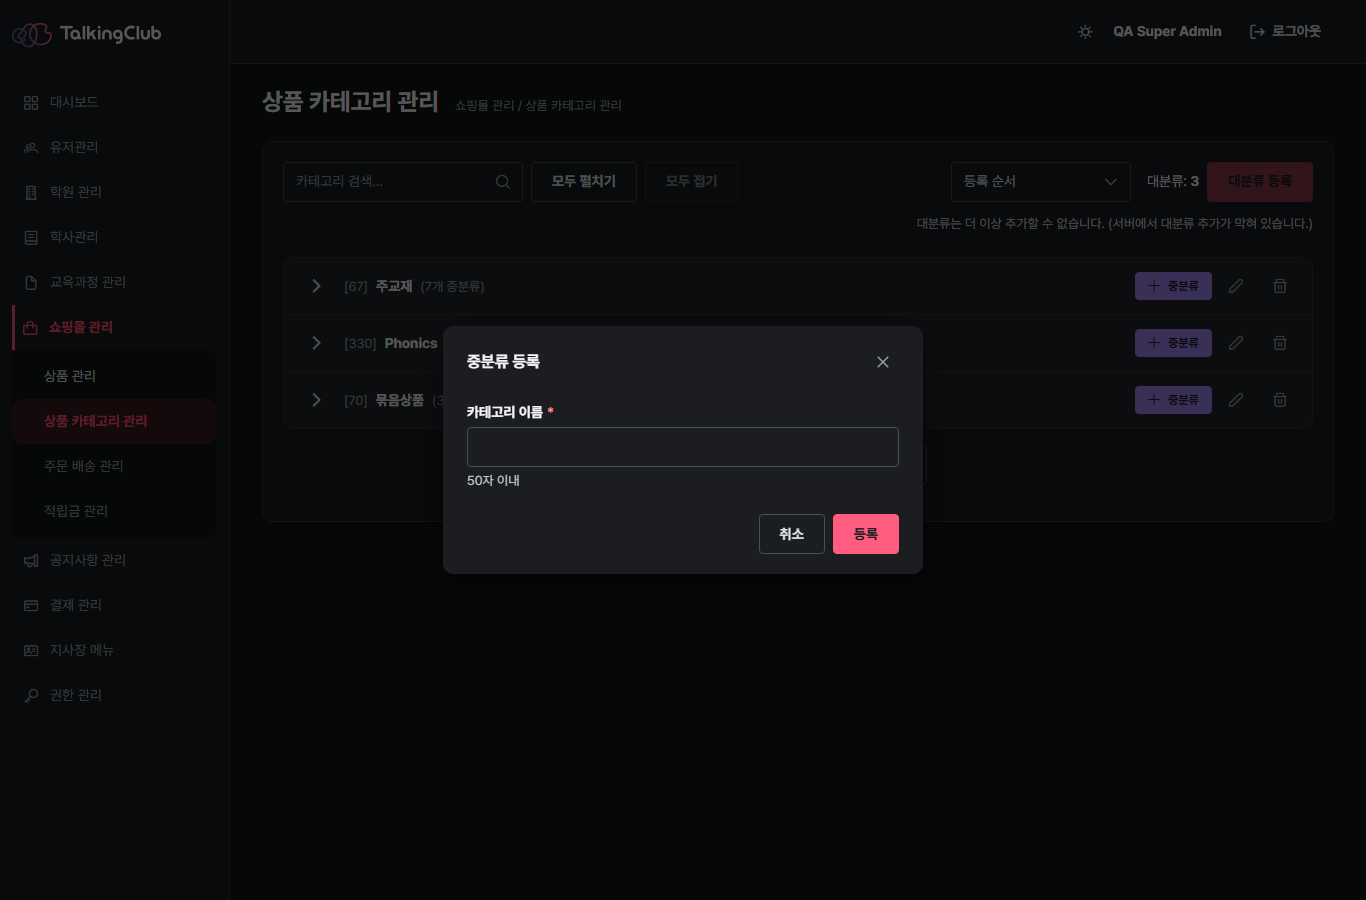 TalkingClub
QA Super Admin
로그아웃
대시보드
유저관리
학원 관리
학사관리
교육과정 관리
쇼핑몰 관리
상품 관리
상품 카테고리 관리
주문 배송 관리
적립금 관리
공지사항 관리
결제 관리
지사장 메뉴
권한 관리
상품 카테고리 관리
쇼핑몰 관리 / 상품 카테고리 관리
카테고리 검색...
모두 펼치기
모두 접기
등록 순서
대분류: 3
대분류 등록
대분류는 더 이상 추가할 수 없습니다. (서버에서 대분류 추가가 막혀 있습니다.)
[67] 주교재 (7개 중분류)
+ 중분류
[330] Phonics
+ 중분류
[70] 묶음상품 (3
+ 중분류
중분류 등록
카테고리 이름 *
50자 이내
취소
등록